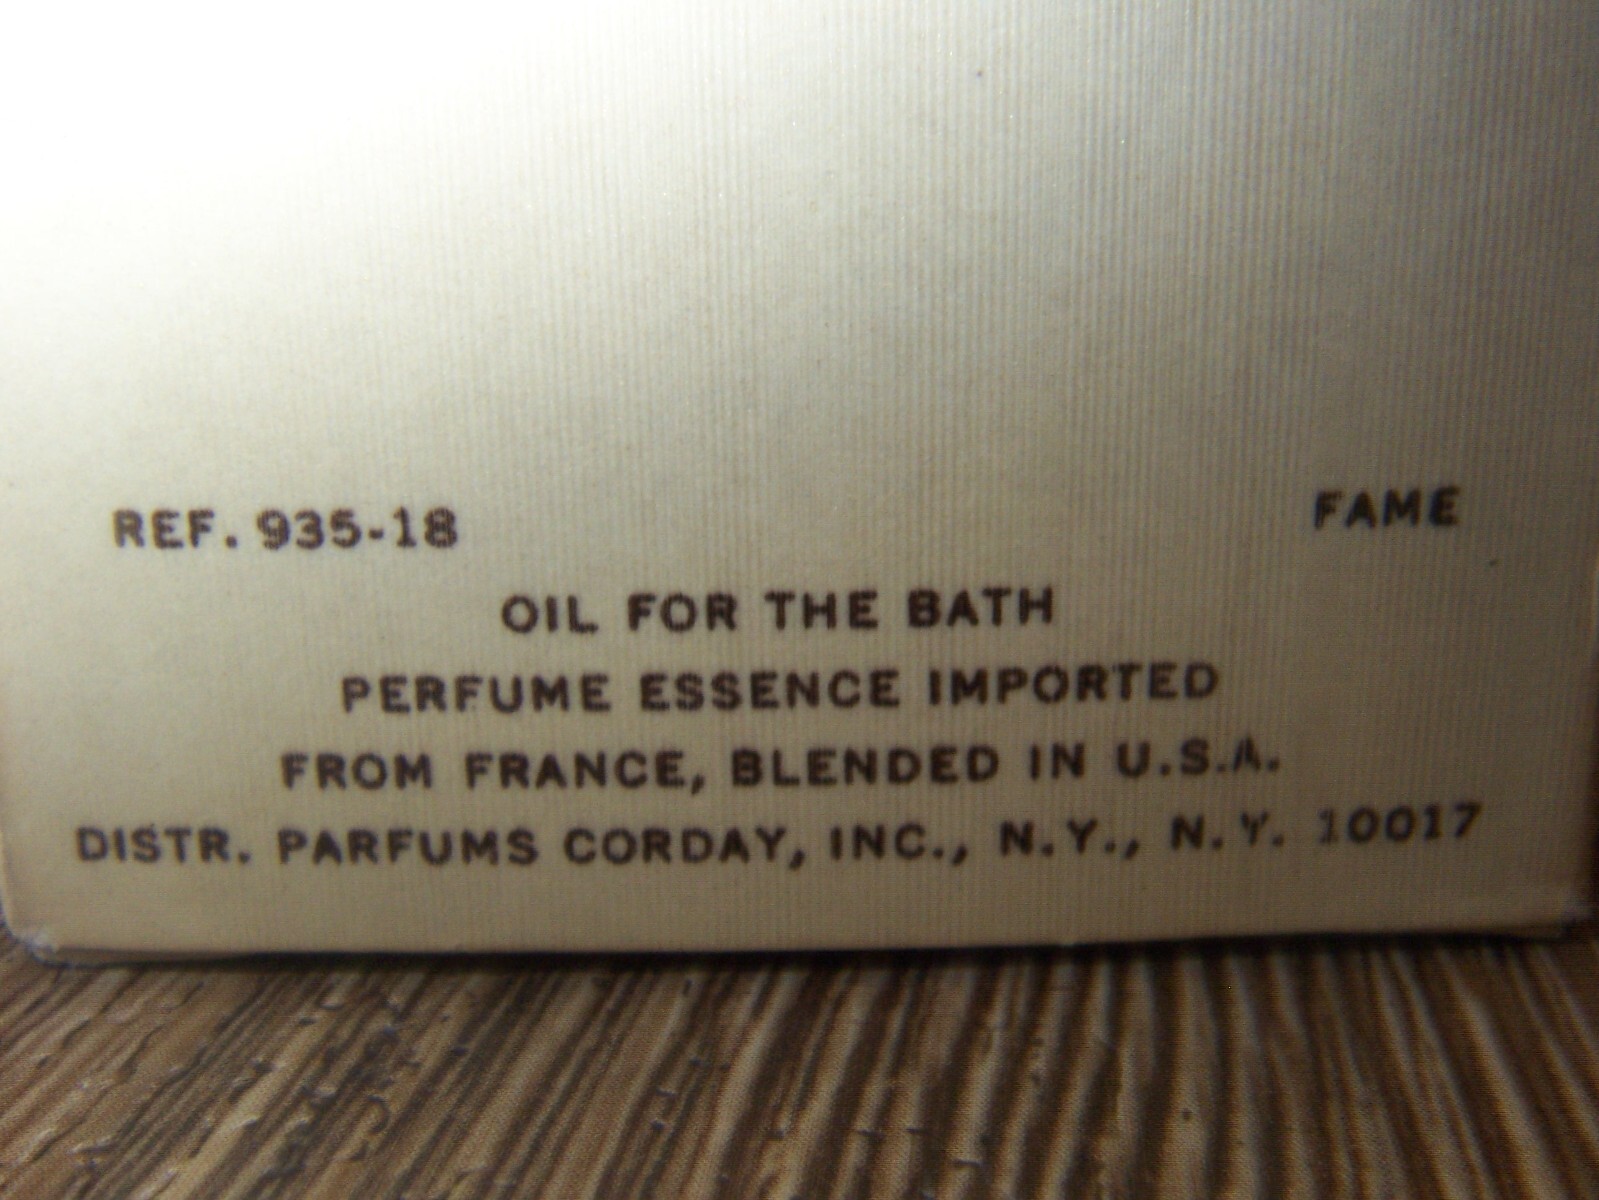 REF. 935-18 FAME
OIL FOR THE BATH
PERFUME ESSENCE IMPORTED
FROM FRANCE, BLENDED IN U.S.A.
DISTR. PARFUMS CORDAY, INC., N.Y., N.Y. 10017